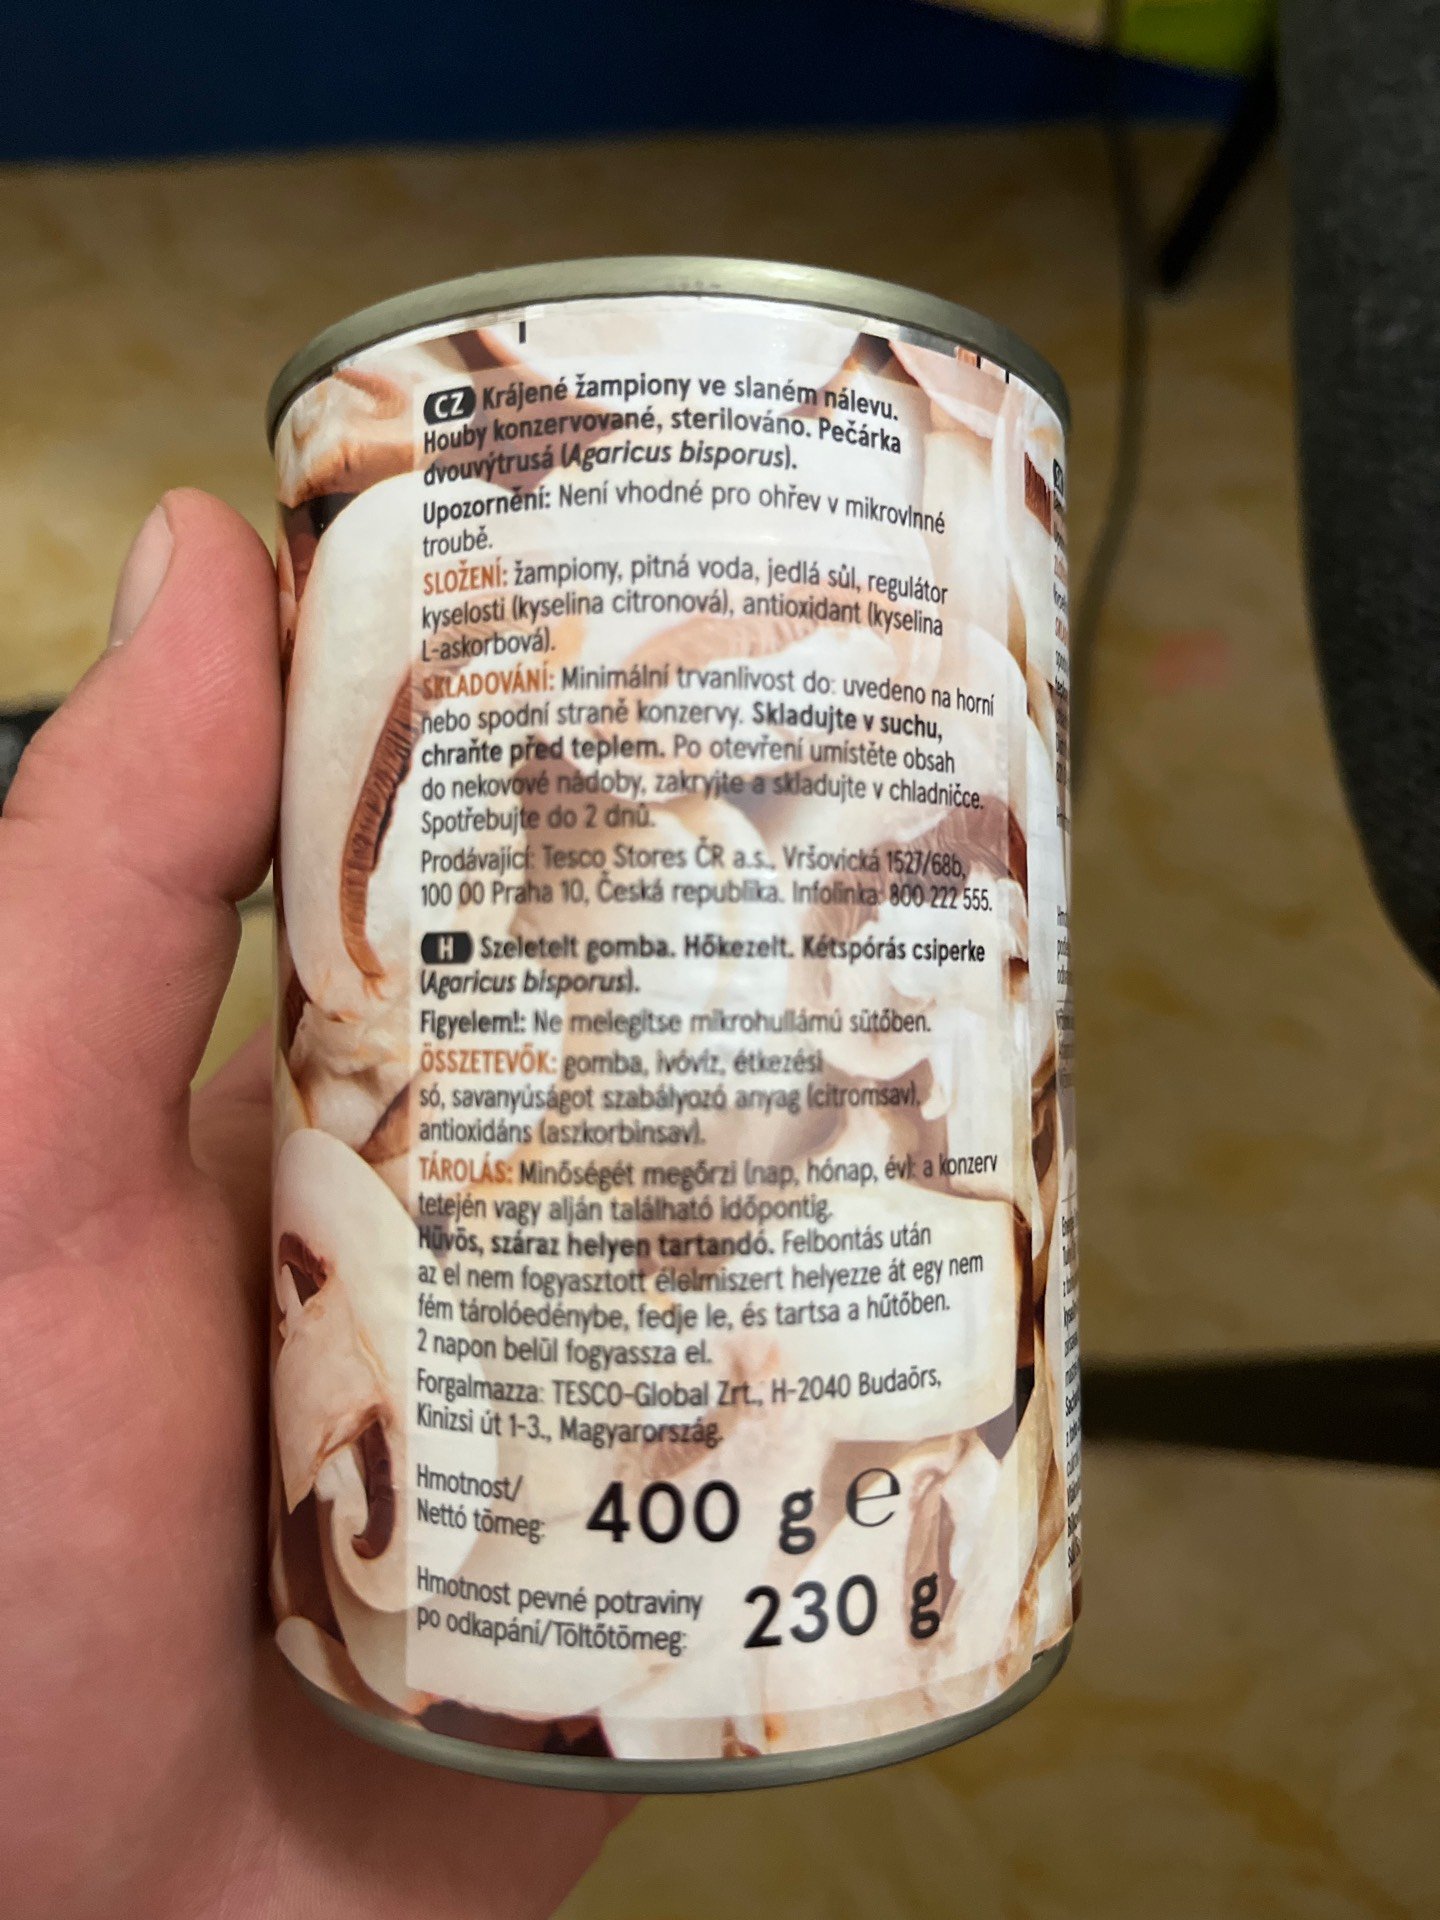 CZ Krájené žampiony ve slaném nálevu.
Houby konzervované, sterilováno. Pečárka
dvouvýtrusá (Agaricus bisporus).
Upozornění: Není vhodné pro ohřev v mikrovlnné
troubě.
SLOŽENÍ: žampiony, pitná voda, jedlá sůl, regulátor
kyselosti (kyselina citronová), antioxidant (kyselina
L-askorbová).
SKLADOVÁNÍ: Minimální trvanlivost do: uvedeno na horní
nebo spodní straně konzervy. Skladujte v suchu,
chraňte před teplem. Po otevření umístěte obsah
do nekovové nádoby, zakryjte a skladujte v chladničce.
Spotřebujte do 2 dnů.
Prodávající: Tesco Stores ČR a.s., Vršovická 1527/68b,
100 00 Praha 10, Česká republika. Infolinka: 800 222 555.
H Szeletelt gomba. Hőkezelt. Kétspórás csiperke
(Agaricus bisporus).
Figyelem!: Ne melegítse mikrohullámú sütőben.
ÖSSZETEVŐK: gomba, ivóvíz, étkezési
só, savanyúságot szabályozó anyag (citromsav),
antioxidáns (aszkorbinsav).
TÁROLÁS: Minőségét megőrzi (nap, hónap, év): a konzerv
tetején vagy alján található időpontig.
Hűvös, száraz helyen tartandó. Felbontás után
az el nem fogyasztott élelmiszert helyezze át egy nem
fém tárolóedénybe, fedje le, és tartsa a hűtőben.
2 napon belül fogyassza el.
Forgalmazza: TESCO-Global Zrt., H-2040 Budaörs,
Kinizsi út 1-3., Magyarország.
Hmotnost/
Nettó tömeg: 400 g e
Hmotnost pevné potraviny
po odkapání/Töltőtömeg: 230 g